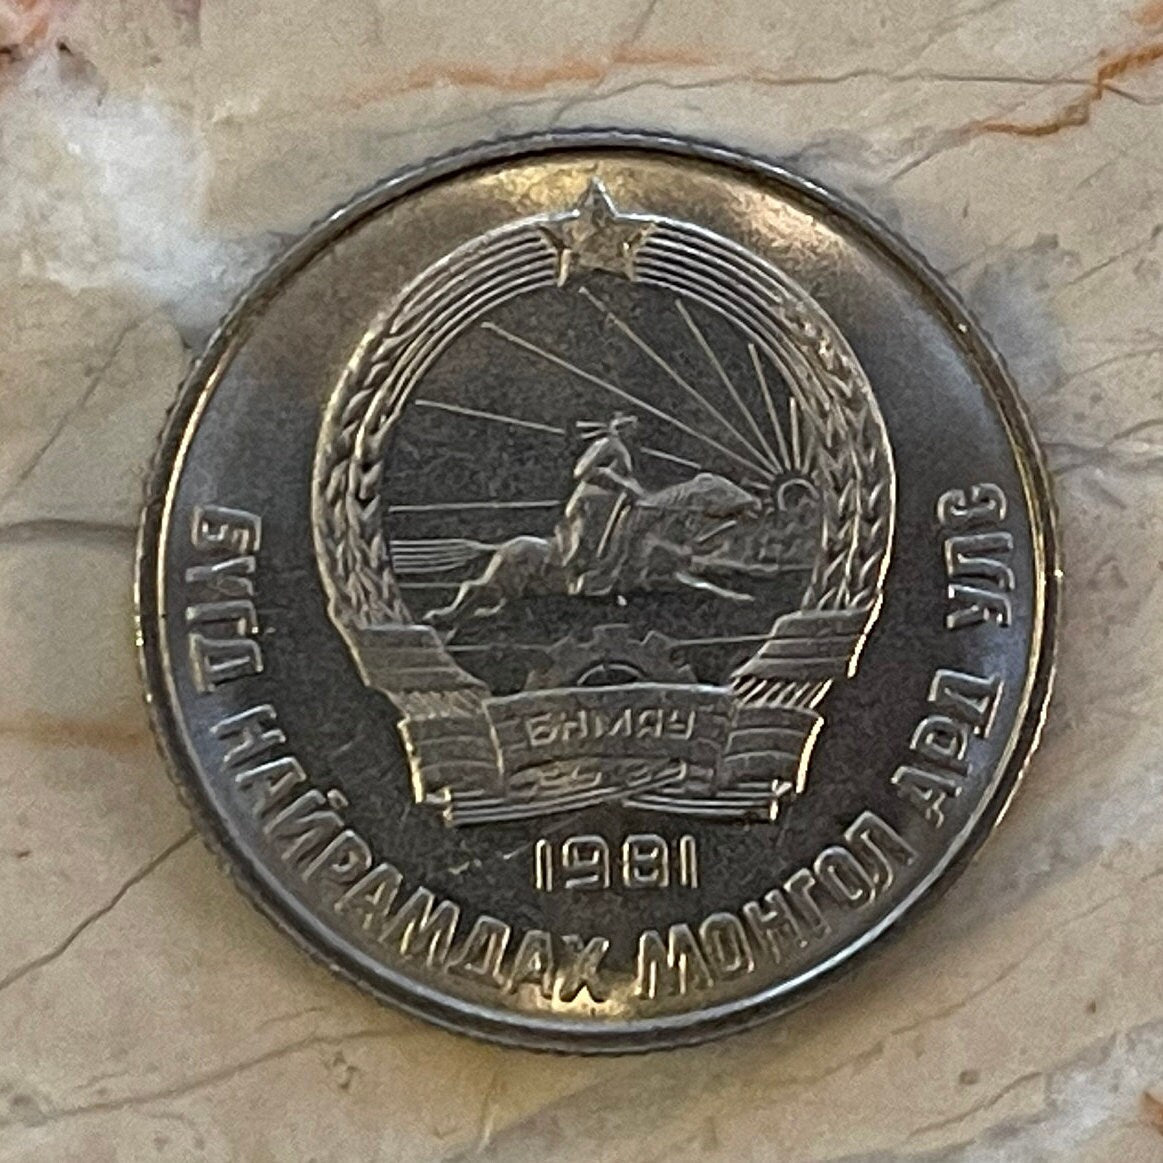 БНМАУ
1981
БҮГД НАЙРАМДАХ МОНГОЛ АРД УЛС